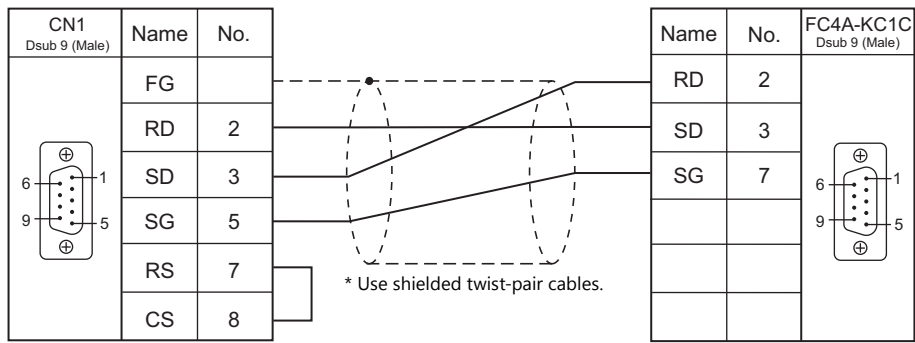 CN1
Dsub 9 (Male)
Name No.
FG
RD 2
SD 3
SG 5
RS 7
CS 8
6 1
9 5
* Use shielded twist-pair cables.
Name No.
FC4A-KC1C
Dsub 9 (Male)
RD 2
SD 3
SG 7
6 1
9 5